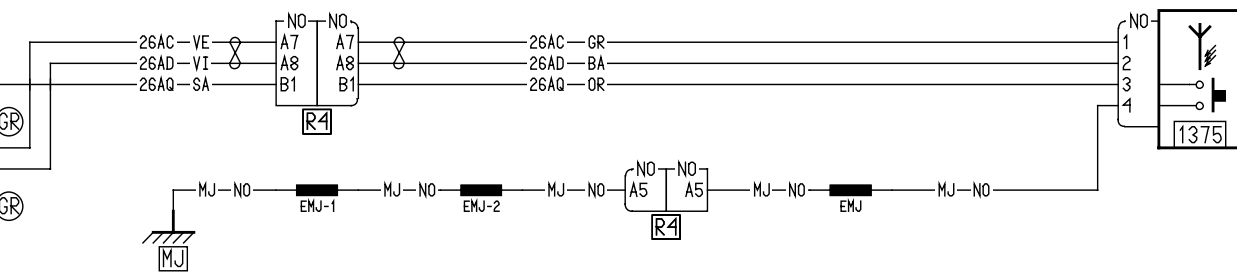 NO NO NO
26AC VE A7 A7 26AC GR 1
26AD VI A8 A8 26AD BA 2
26AQ SA B1 B1 26AQ OR 3
4
GR R4 1375
NO NO
MJ NO MJ NO MJ NO A5 A5 MJ NO MJ NO
GR EMJ-1 EMJ-2 EMJ
R4
MJ